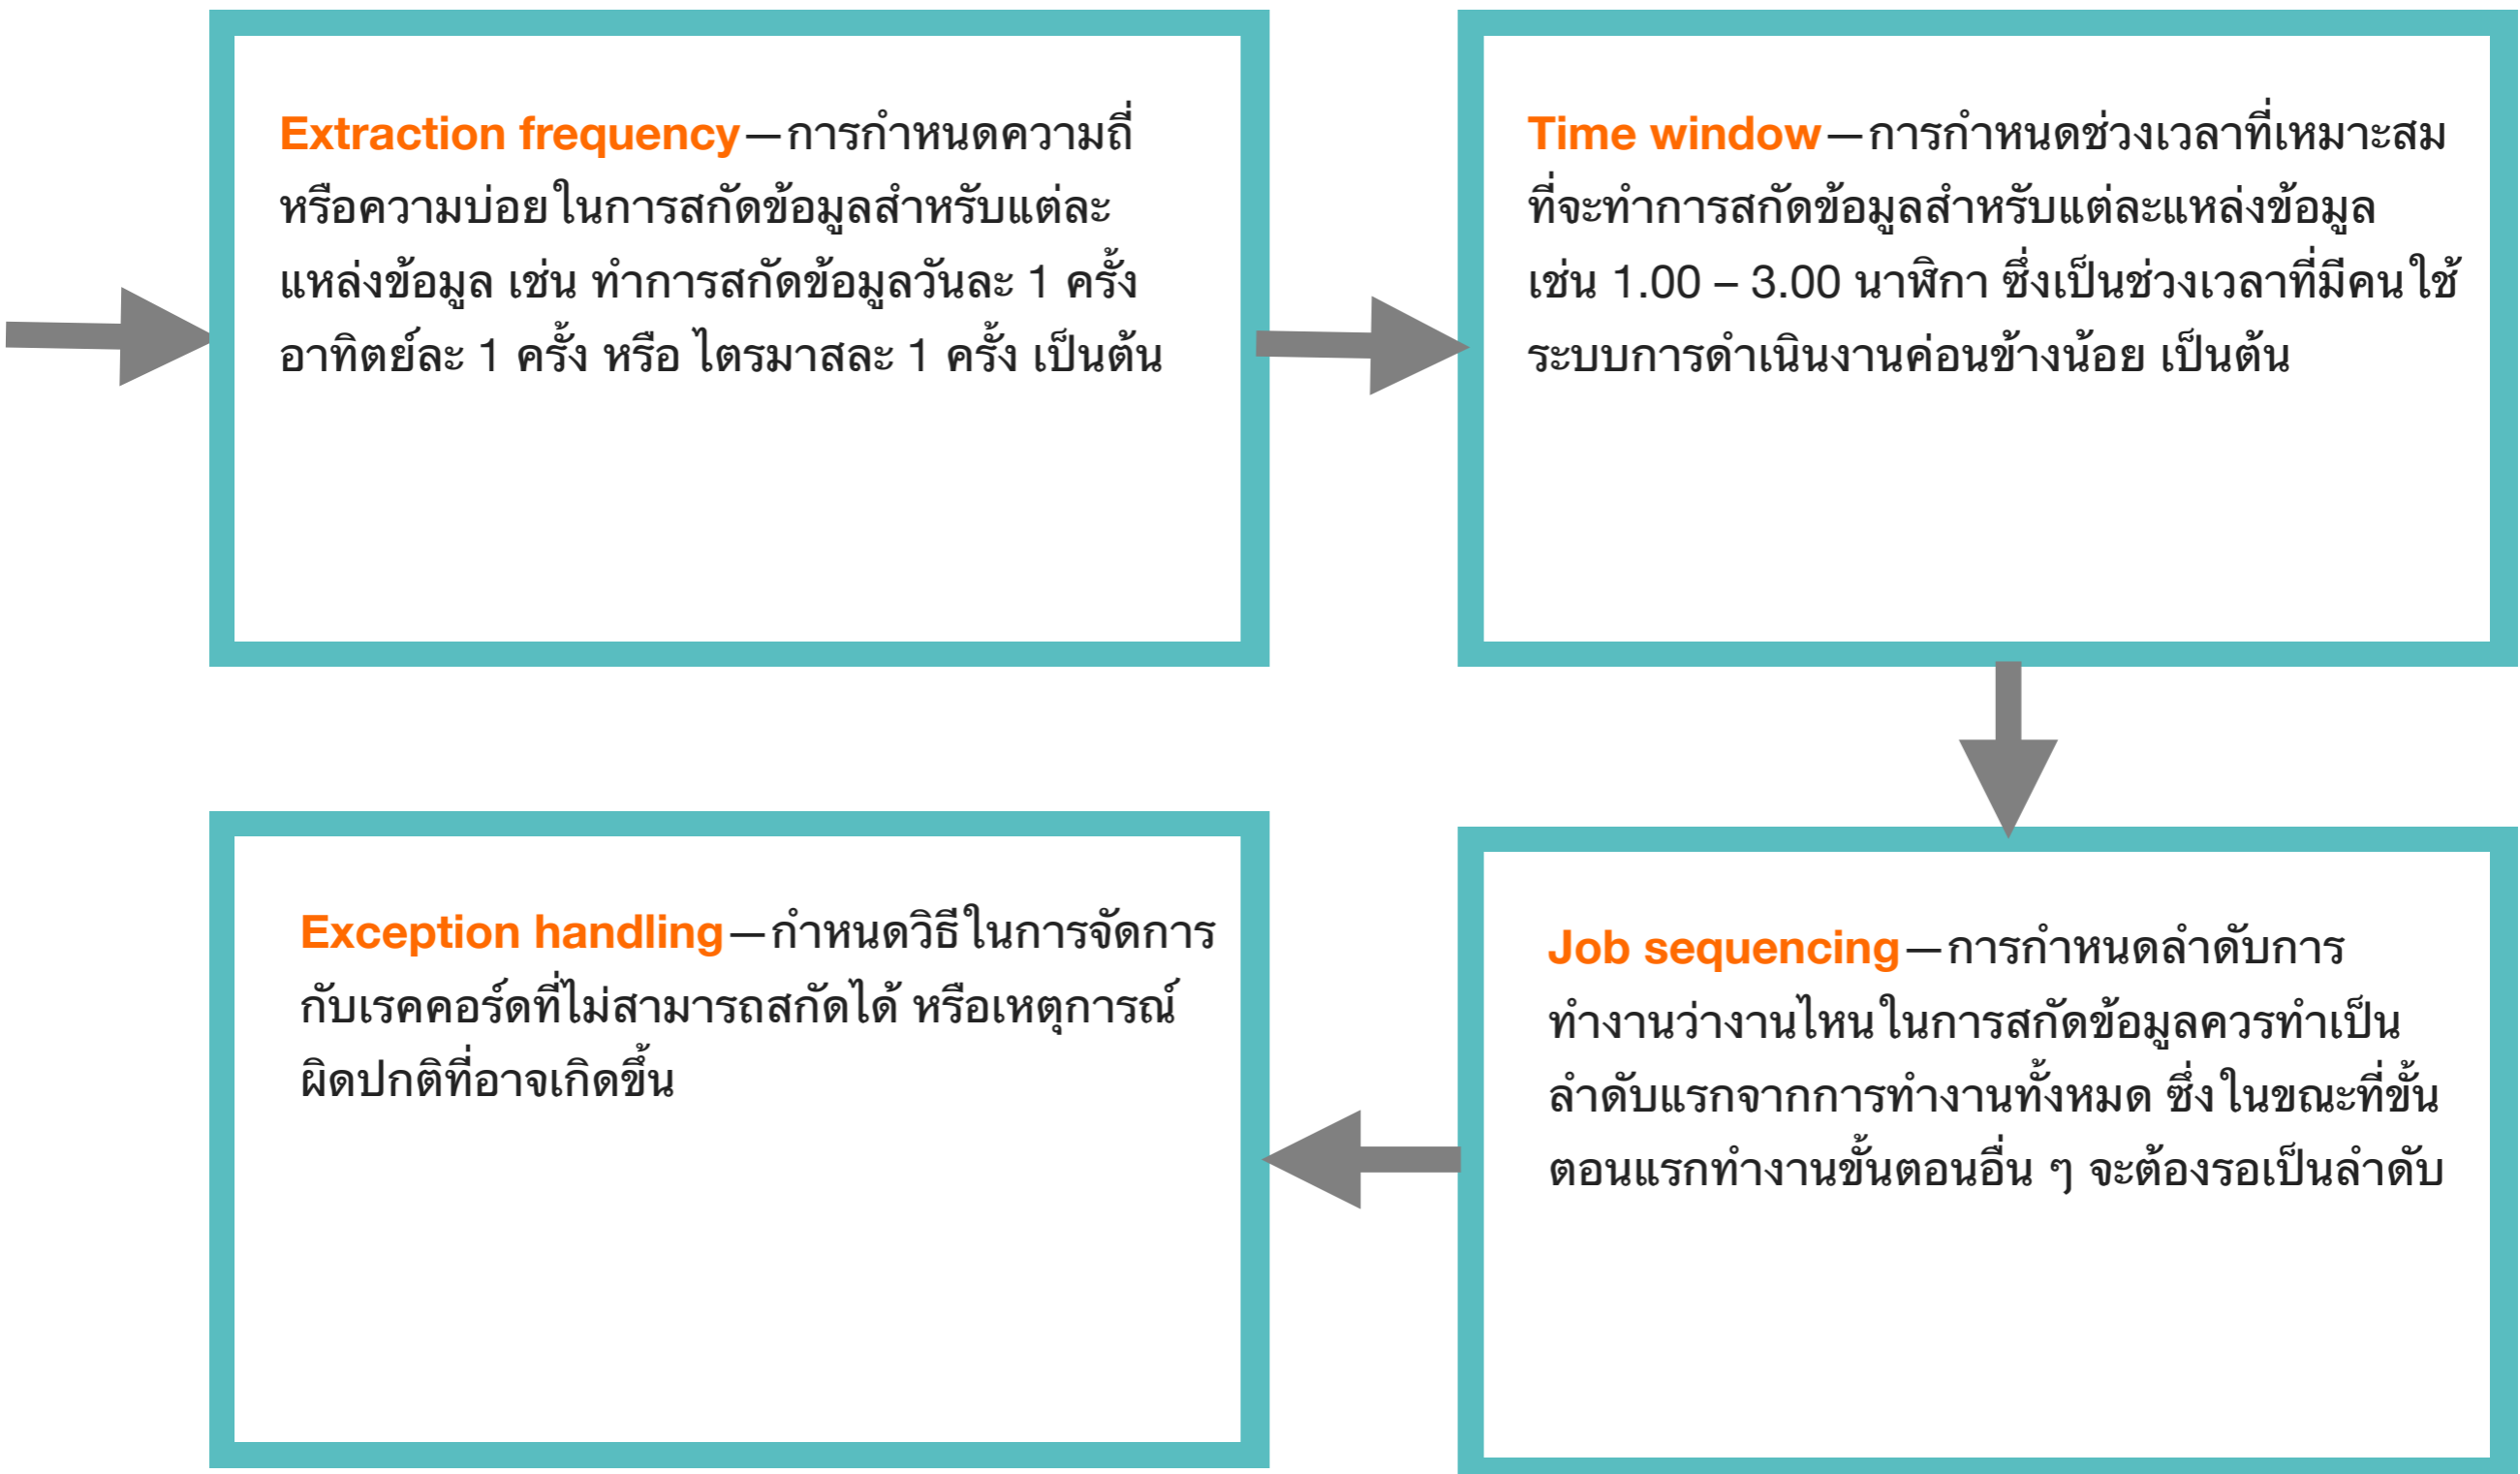 Extraction frequency—การกำหนดความถี่
หรือความบ่อยในการสกัดข้อมูลสำหรับแต่ละ
แหล่งข้อมูล เช่น ทำการสกัดข้อมูลวันละ 1 ครั้ง
อาทิตย์ละ 1 ครั้ง หรือ ไตรมาสละ 1 ครั้ง เป็นต้น
Time window—การกำหนดช่วงเวลาที่เหมาะสม
ที่จะทำการสกัดข้อมูลสำหรับแต่ละแหล่งข้อมูล
เช่น 1.00 – 3.00 นาฬิกา ซึ่งเป็นช่วงเวลาที่มีคนใช้
ระบบการดำเนินงานค่อนข้างน้อย เป็นต้น
Job sequencing—การกำหนดลำดับการ
ทำงานว่างานไหนในการสกัดข้อมูลควรทำเป็น
ลำดับแรกจากการทำงานทั้งหมด ซึ่งในขณะที่ขั้น
ตอนแรกทำงานขั้นตอนอื่น ๆ จะต้องรอเป็นลำดับ
Exception handling—กำหนดวิธีในการจัดการ
กับเรคคอร์ดที่ไม่สามารถสกัดได้ หรือเหตุการณ์
ผิดปกติที่อาจเกิดขึ้น